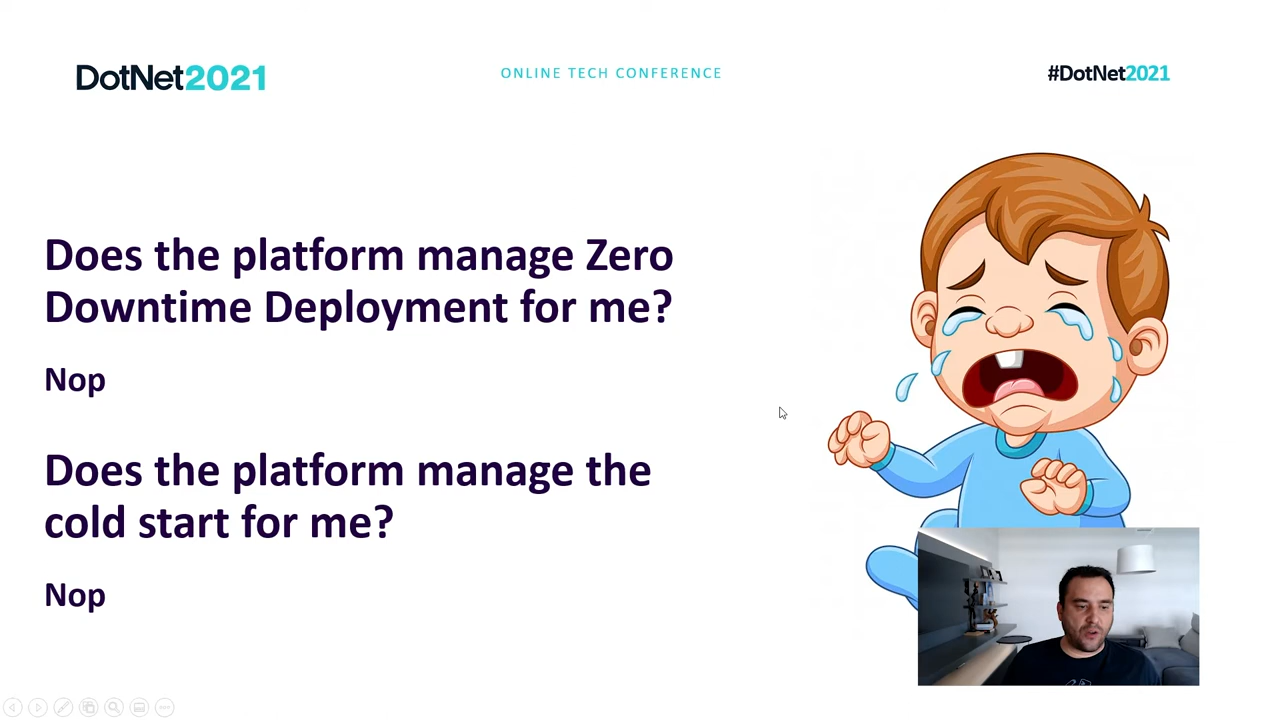 DotNet2021
ONLINE TECH CONFERENCE
#DotNet2021
Does the platform manage Zero
Downtime Deployment for me?
Nop
Does the platform manage the
cold start for me?
Nop